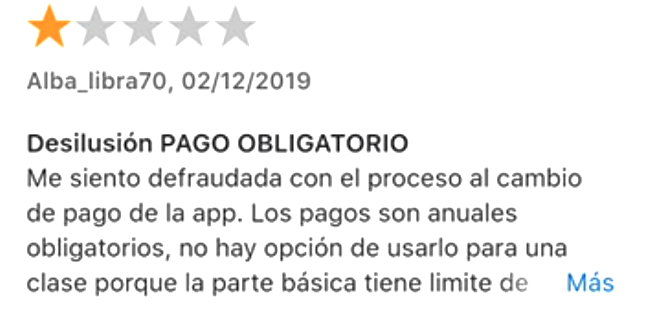 Alba_libra70, 02/12/2019
Desilusión PAGO OBLIGATORIO
Me siento defraudada con el proceso al cambio
de pago de la app. Los pagos son anuales
obligatorios, no hay opción de usarlo para una
clase porque la parte básica tiene limite de Más